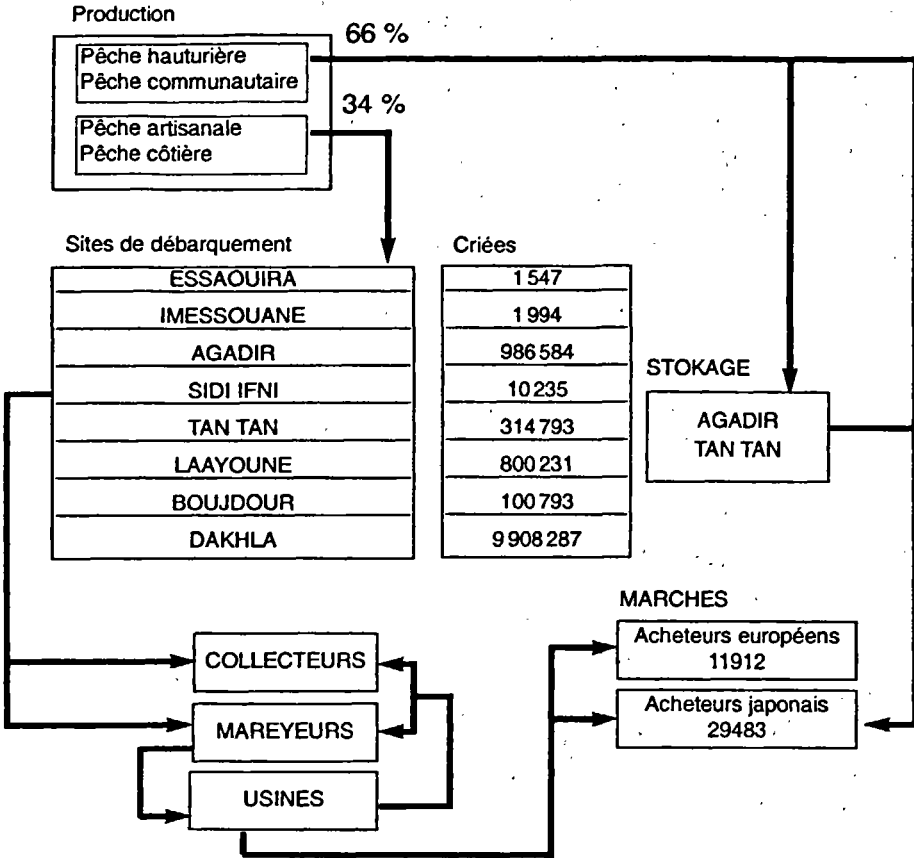 Production
66 %
Pêche hauturière
Pêche communautaire
34 %
Pêche artisanale
Pêche côtière
Sites de débarquement
Criées
ESSAOUIRA
1 547
IMESSOUANE
1 994
AGADIR
986 584
SIDI IFNI
10 235
TAN TAN
314 793
LAAYOUNE
800 231
BOUJDOUR
100 793
DAKHLA
9 908 287
STOKAGE
AGADIR
TAN TAN
MARCHES
Acheteurs européens
11912
Acheteurs japonais
29483
COLLECTEURS
MAREYEURS
USINES